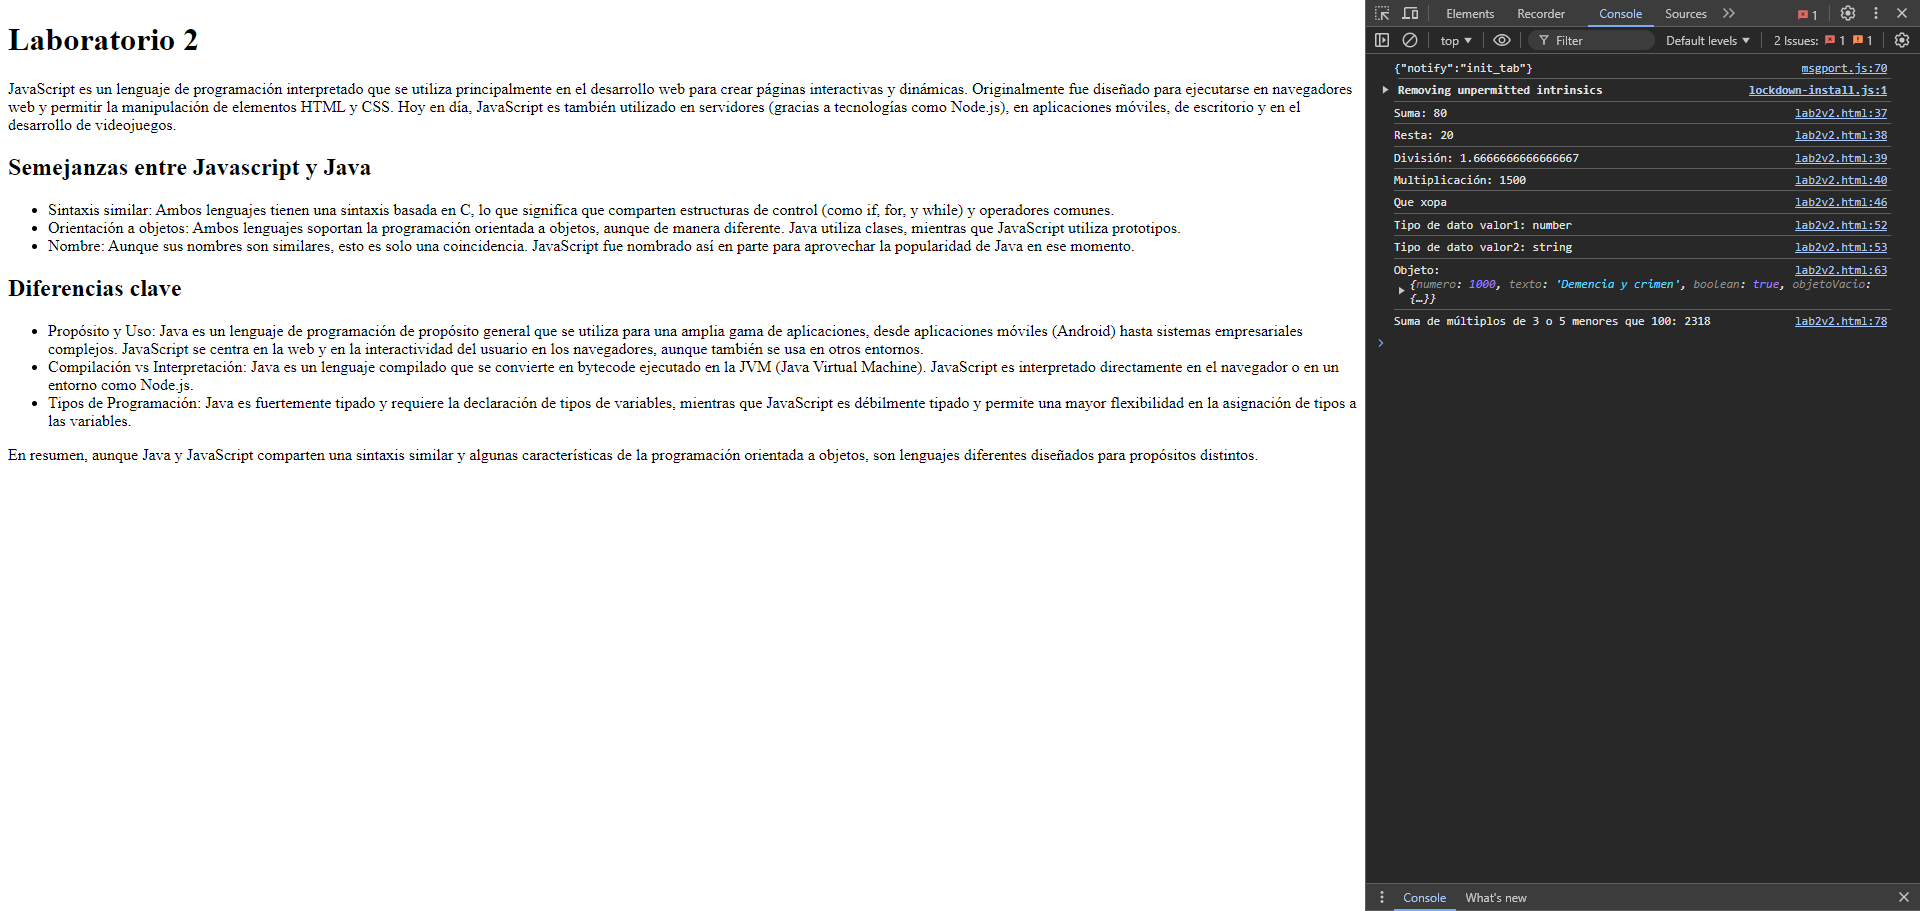 Laboratorio 2
JavaScript es un lenguaje de programación interpretado que se utiliza principalmente en el desarrollo web para crear páginas interactivas y dinámicas. Originalmente fue diseñado para ejecutarse en navegadores
web y permitir la manipulación de elementos HTML y CSS. Hoy en día, JavaScript es también utilizado en servidores (gracias a tecnologías como Node.js), en aplicaciones móviles, de escritorio y en el
desarrollo de videojuegos.
Semejanzas entre Javascript y Java
• Sintaxis similar: Ambos lenguajes tienen una sintaxis basada en C, lo que significa que comparten estructuras de control (como if, for, y while) y operadores comunes.
• Orientación a objetos: Ambos lenguajes soportan la programación orientada a objetos, aunque de manera diferente. Java utiliza clases, mientras que JavaScript utiliza prototipos.
• Nombre: Aunque sus nombres son similares, esto es solo una coincidencia. JavaScript fue nombrado así en parte para aprovechar la popularidad de Java en ese momento.
Diferencias clave
• Propósito y Uso: Java es un lenguaje de programación de propósito general que se utiliza para una amplia gama de aplicaciones, desde aplicaciones móviles (Android) hasta sistemas empresariales
complejos. JavaScript se centra en la web y en la interactividad del usuario en los navegadores, aunque también se usa en otros entornos.
• Compilación vs Interpretación: Java es un lenguaje compilado que se convierte en bytecode ejecutado en la JVM (Java Virtual Machine). JavaScript es interpretado directamente en el navegador o en un
entorno como Node.js.
• Tipos de Programación: Java es fuertemente tipado y requiere la declaración de tipos de variables, mientras que JavaScript es débilmente tipado y permite una mayor flexibilidad en la asignación de tipos a
las variables.
En resumen, aunque Java y JavaScript comparten una sintaxis similar y algunas características de la programación orientada a objetos, son lenguajes diferentes diseñados para propósitos distintos.
Elements Recorder Console Sources 1
top Filter Default levels 2 Issues: 1 1
{"notify":"init_tab"} msgport.js:70
Removing unpermitted intrinsics lockdown-install.js:1
Suma: 80 lab2v2.html:37
Resta: 20 lab2v2.html:38
División: 1.6666666666666667 lab2v2.html:39
Multiplicación: 1500 lab2v2.html:40
Que xopa lab2v2.html:46
Tipo de dato valor1: number lab2v2.html:52
Tipo de dato valor2: string lab2v2.html:53
Objeto: lab2v2.html:63
{numero: 1000, texto: 'Demencia y crimen', boolean: true, objetoVacio:
{…}}
Suma de múltiplos de 3 o 5 menores que 100: 2318 lab2v2.html:78
Console What's new